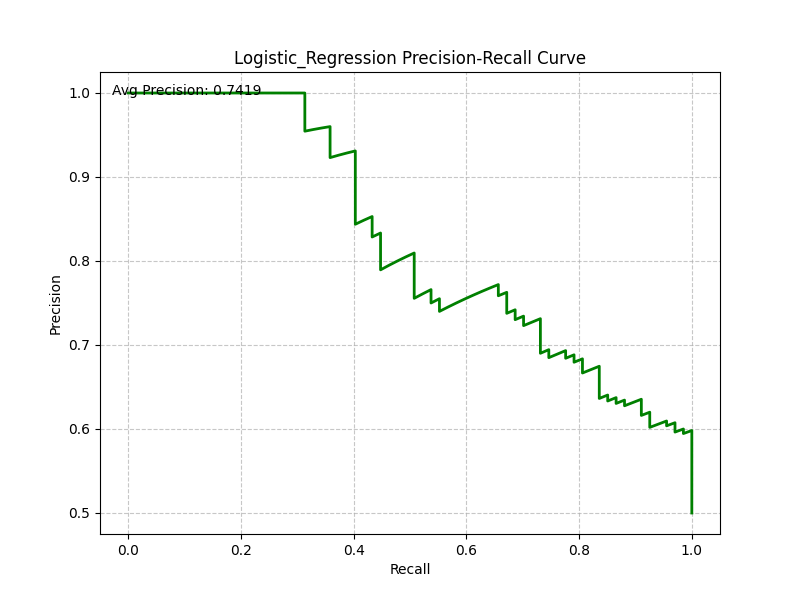 Logistic_Regression Precision-Recall Curve
Avg Precision: 0.7419
1.0
0.9
0.8
0.7
0.6
0.5
Precision
0.0 0.2 0.4 0.6 0.8 1.0
Recall